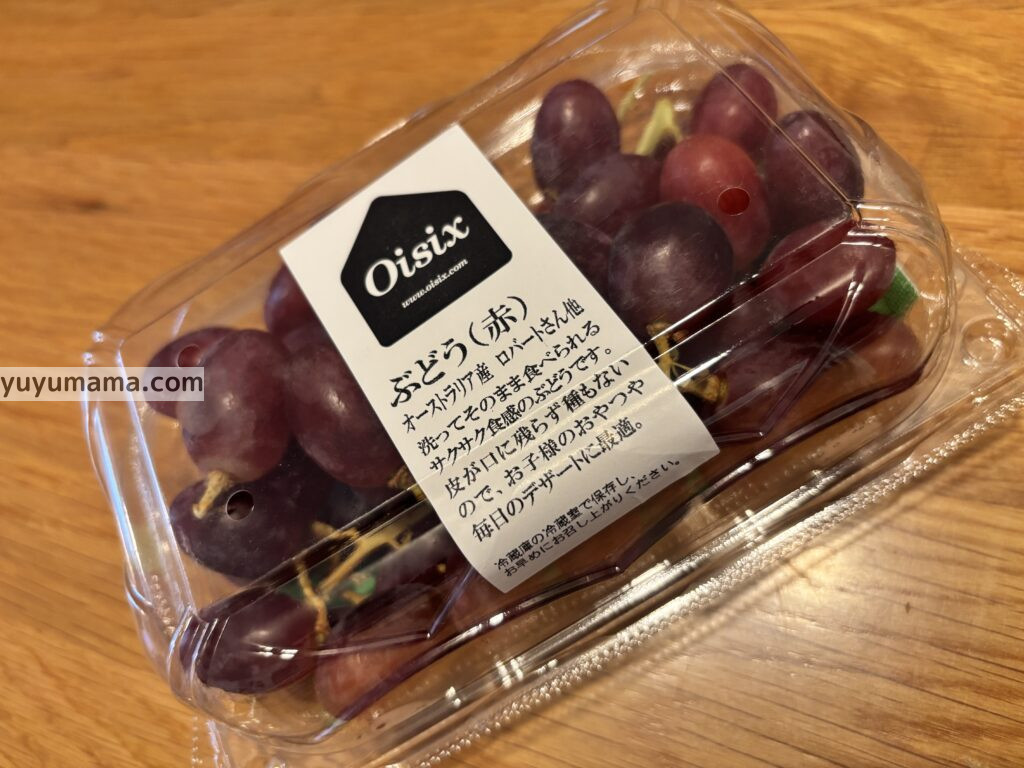 Oisix
www.oisix.com
ぶどう(赤)
オーストラリア産 ロバートさん他
洗ってそのまま食べられる
サクサク食感のぶどうです。
皮が口に残らず種もない
ので、お子様のおやつや
毎日のデザートに最適。
冷蔵庫の冷蔵室で保存し、
お早めにお召し上がりください。
yuyumama.com